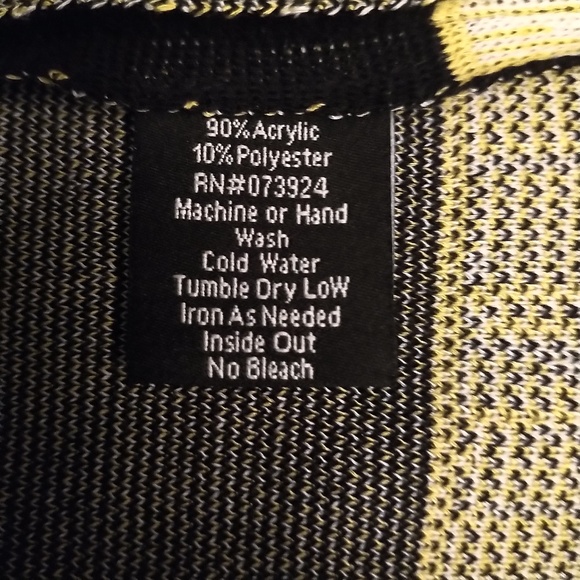 90% Acrylic
10% Polyester
RN#073924
Machine or Hand
Wash
Cold Water
Tumble Dry Low
Iron As Needed
Inside Out
No Bleach